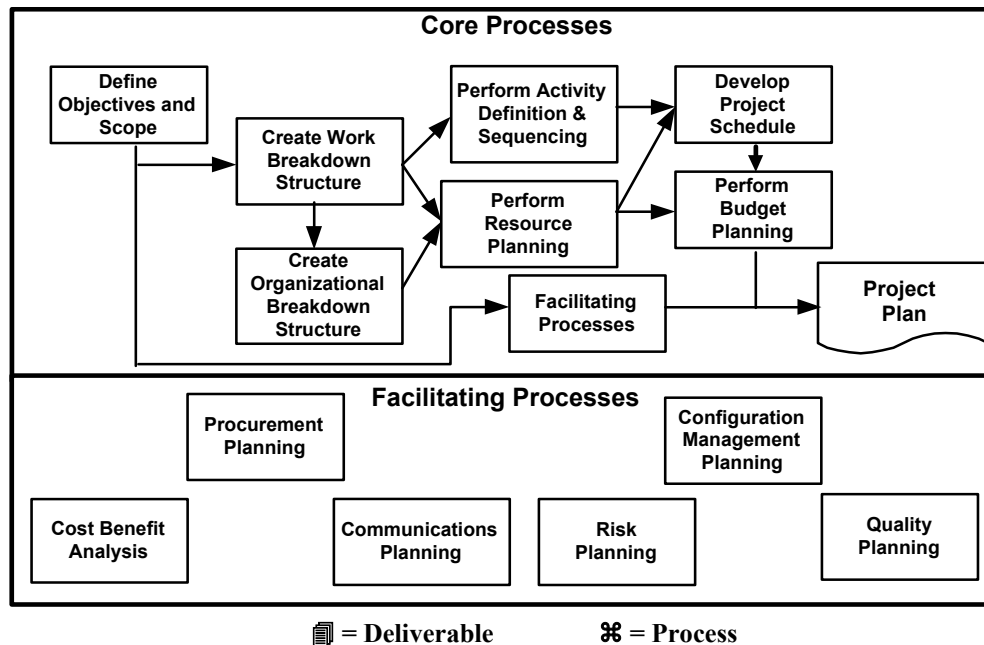 Core Processes
Define
Objectives and
Scope
Create Work
Breakdown
Structure
Create
Organizational
Breakdown
Structure
Perform Activity
Definition &
Sequencing
Perform
Resource
Planning
Facilitating
Processes
Develop
Project
Schedule
Perform
Budget
Planning
Project
Plan
Facilitating Processes
Procurement
Planning
Configuration
Management
Planning
Cost Benefit
Analysis
Communications
Planning
Risk
Planning
Quality
Planning
🗐 = Deliverable ⌘ = Process